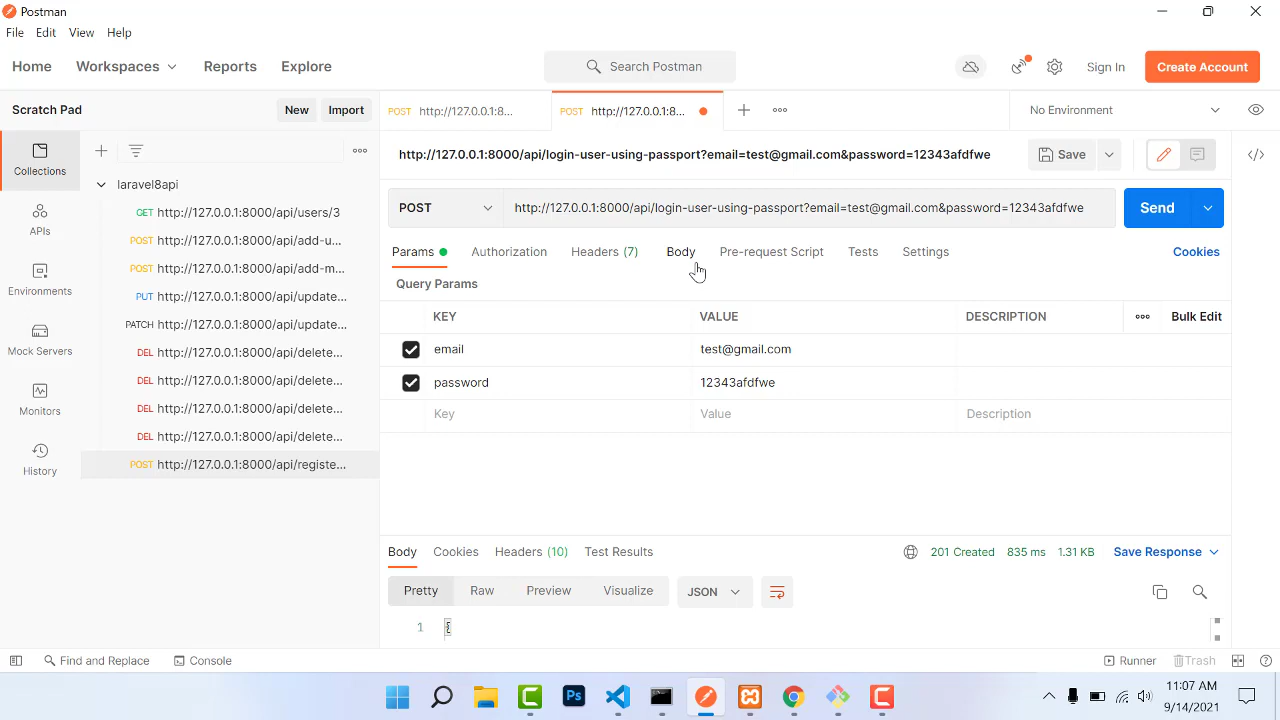 Postman
File Edit View Help
Home Workspaces Reports Explore Search Postman Sign In Create Account
Scratch Pad New Import
POST http://127.0.0.1:8... POST http://127.0.0.1:8... No Environment
Collections
APIs
Environments
Mock Servers
Monitors
History
laravel8api
GET http://127.0.0.1:8000/api/users/3
POST http://127.0.0.1:8000/api/add-u...
POST http://127.0.0.1:8000/api/add-m...
PUT http://127.0.0.1:8000/api/update...
PATCH http://127.0.0.1:8000/api/update...
DEL http://127.0.0.1:8000/api/delete...
DEL http://127.0.0.1:8000/api/delete...
DEL http://127.0.0.1:8000/api/delete...
DEL http://127.0.0.1:8000/api/delete...
POST http://127.0.0.1:8000/api/registe...
http://127.0.0.1:8000/api/login-user-using-passport?email=test@gmail.com&password=12343afdfwe Save
POST http://127.0.0.1:8000/api/login-user-using-passport?email=test@gmail.com&password=12343afdfwe Send
Params Authorization Headers (7) Body Pre-request Script Tests Settings Cookies
Query Params
KEY VALUE DESCRIPTION Bulk Edit
email test@gmail.com
password 12343afdfwe
Key Value Description
Body Cookies Headers (10) Test Results 201 Created 835 ms 1.31 KB Save Response
Pretty Raw Preview Visualize JSON
1 {
Find and Replace Console Runner Trash
Ps
11:07 AM
9/14/2021